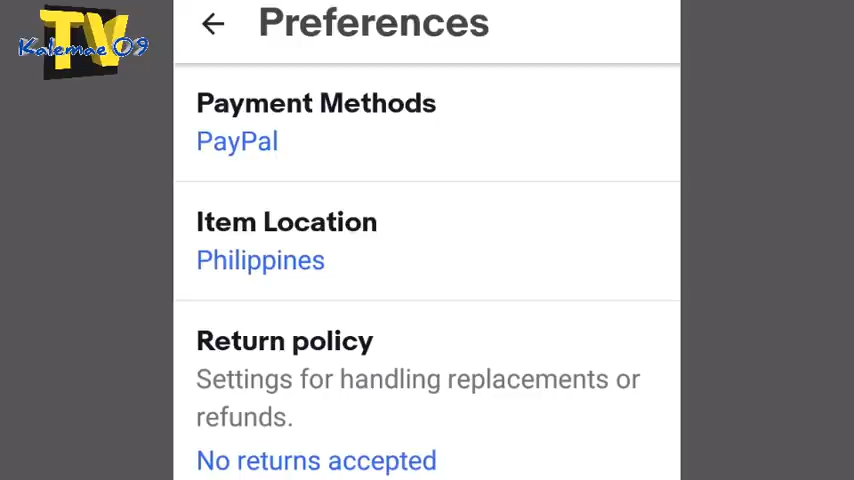 TV
Kalemae 09
Preferences
Payment Methods
PayPal
Item Location
Philippines
Return policy
Settings for handling replacements or
refunds.
No returns accepted